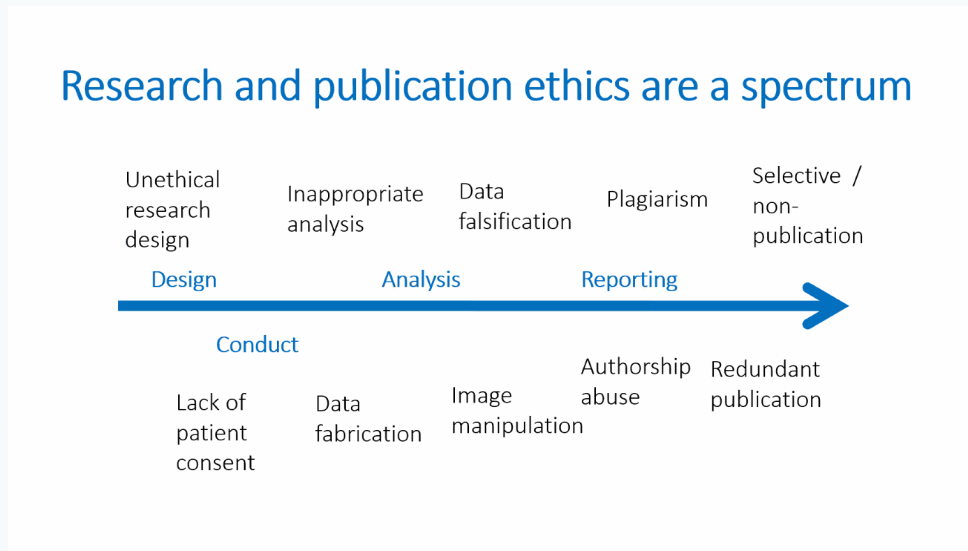 Research and publication ethics are a spectrum
Unethical
research
design
Inappropriate
analysis
Data
falsification
Plagiarism
Selective /
non-
publication
Design
Analysis
Reporting
Conduct
Lack of
patient
consent
Data
fabrication
Image
manipulation
Authorship
abuse
Redundant
publication